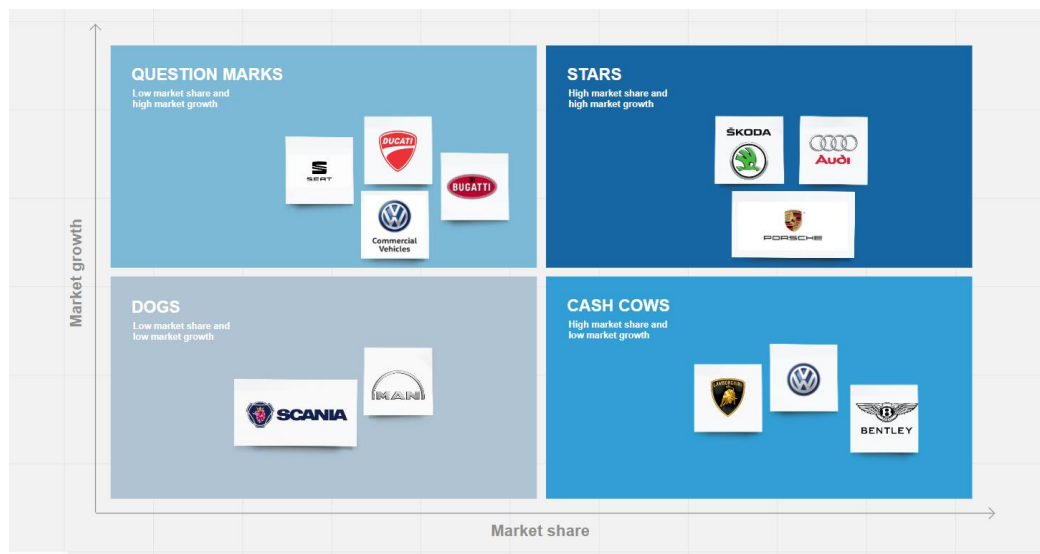 QUESTION MARKS
Low market share and
high market growth
SEAT
DUCATI
BUGATTI
Commercial
Vehicles
STARS
High market share and
high market growth
ŠKODA
Audi
PORSCHE
Market growth
DOGS
Low market share and
low market growth
SCANIA
MAN
CASH COWS
High market share and
low market growth
LAMBORGHINI
B
BENTLEY
Market share